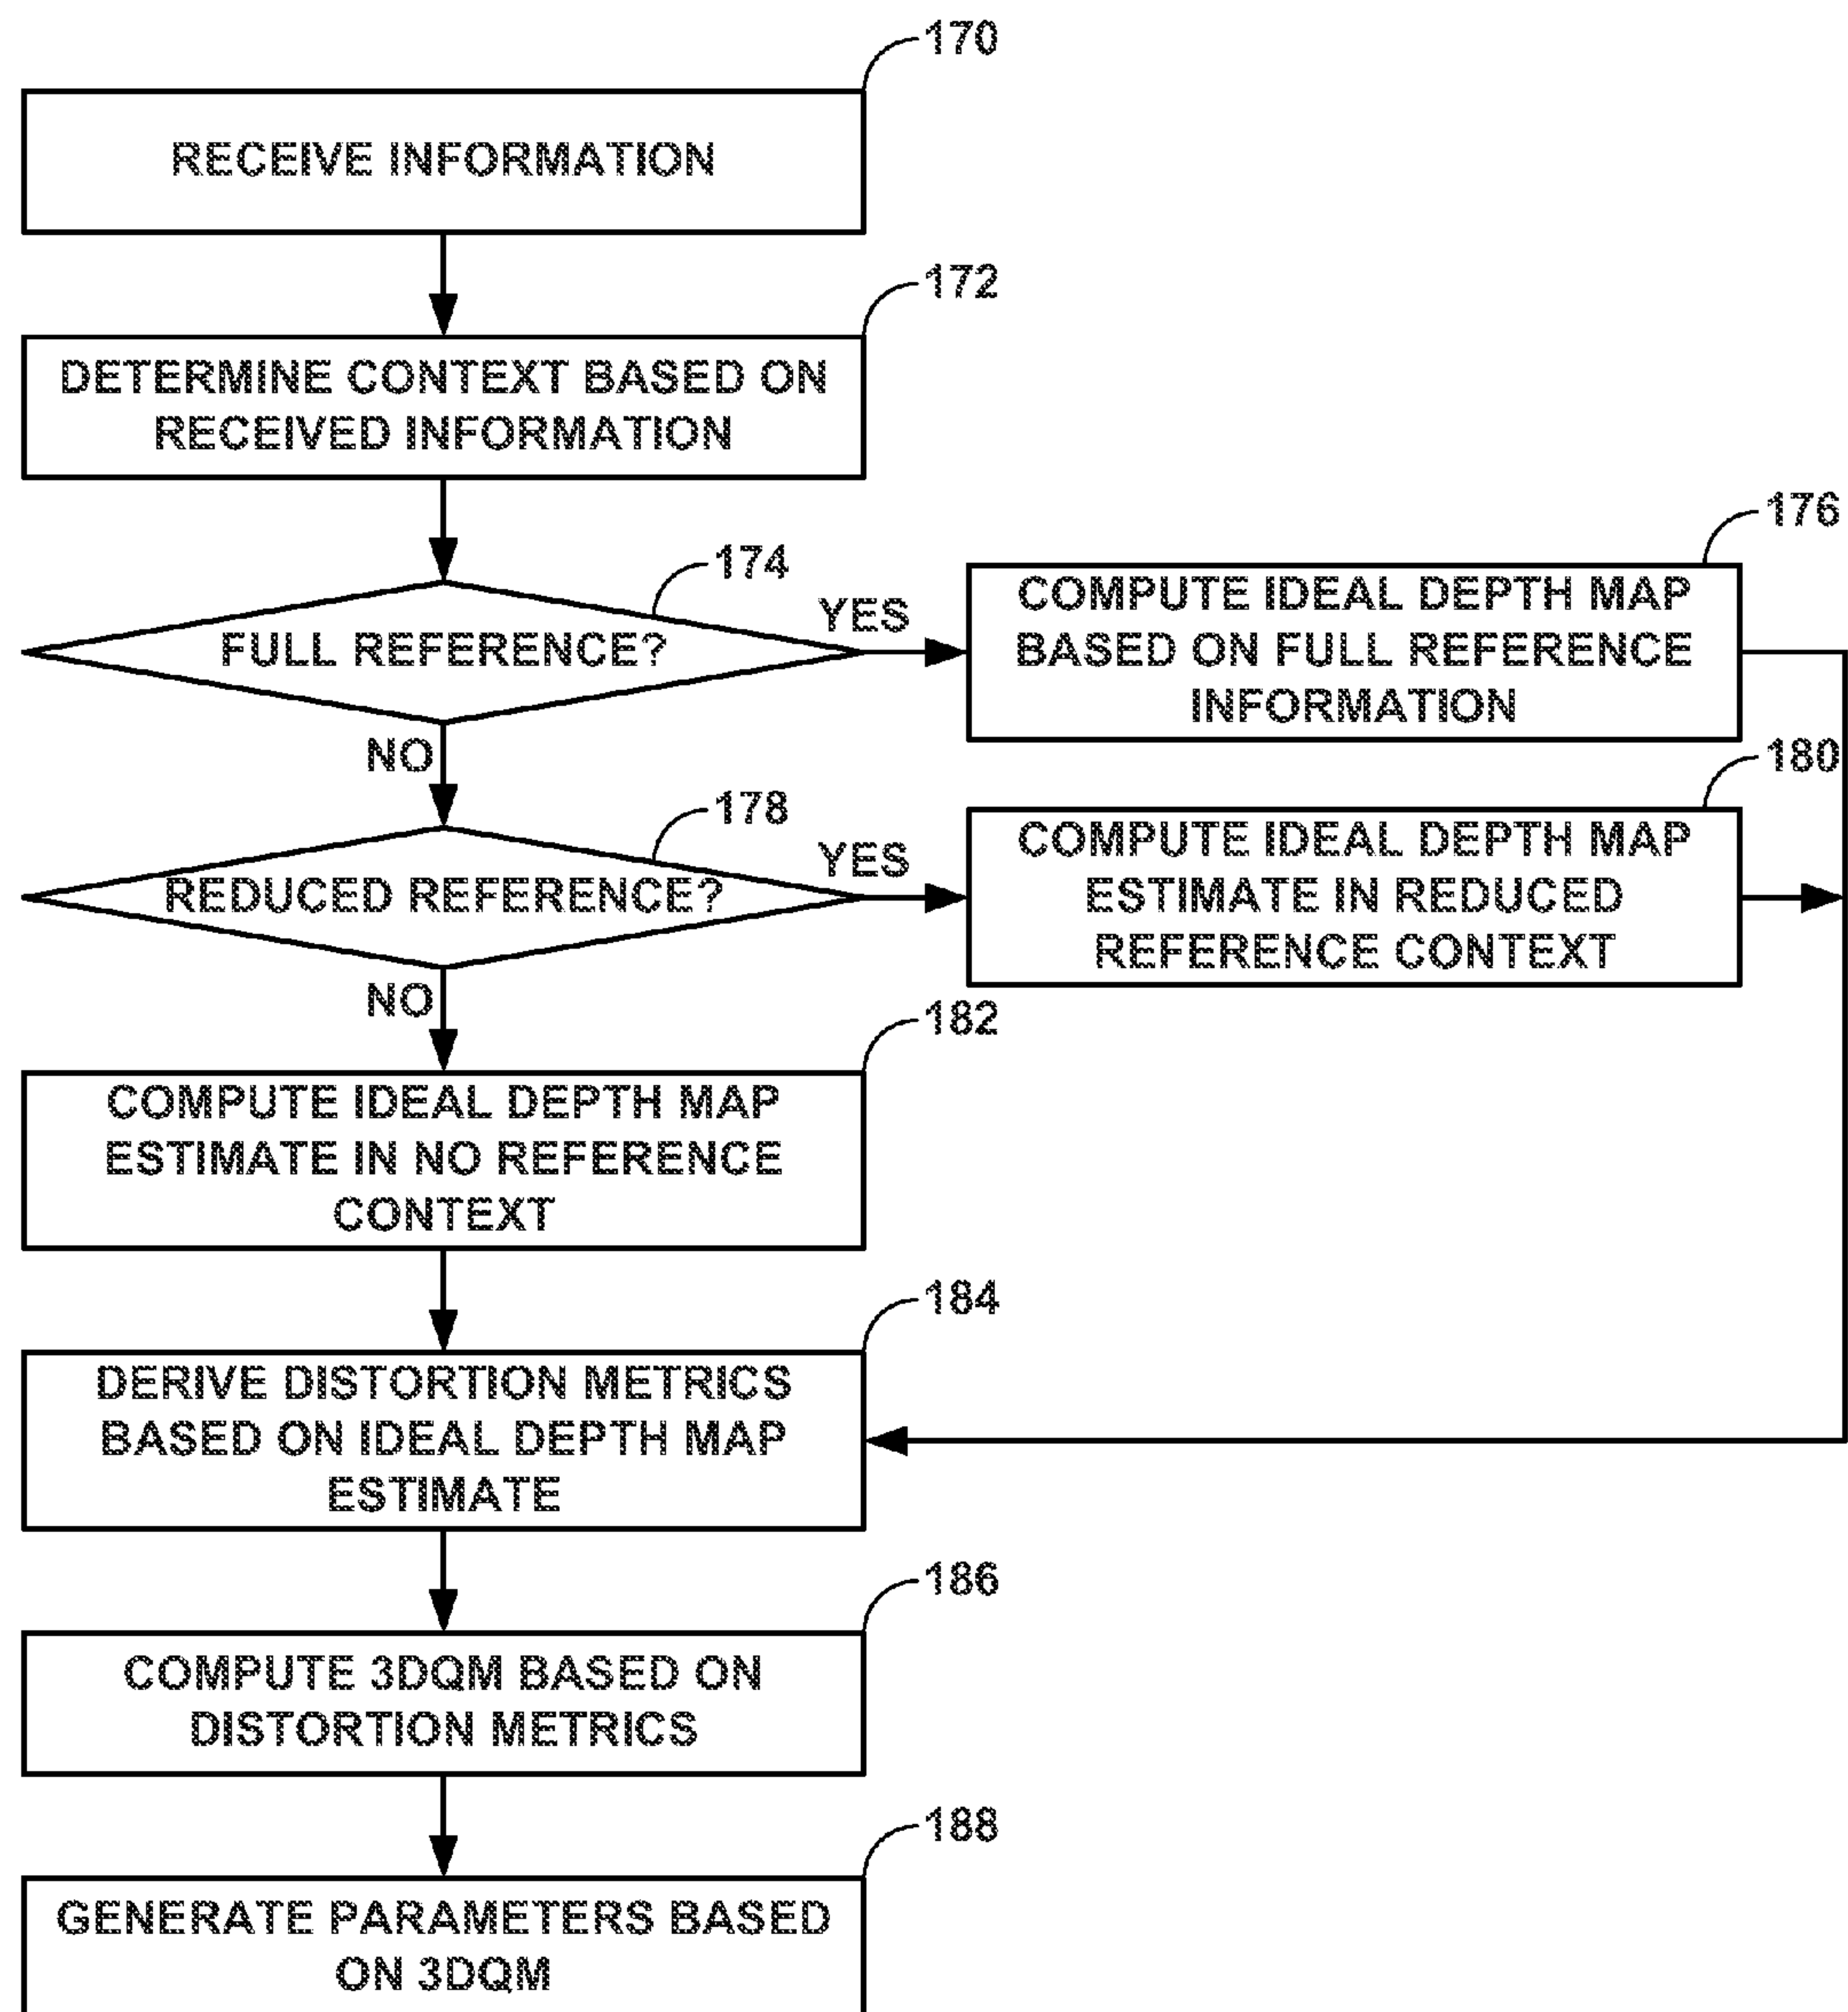 170
RECEIVE INFORMATION
172
DETERMINE CONTEXT BASED ON
RECEIVED INFORMATION
174
FULL REFERENCE?
YES
NO
176
COMPUTE IDEAL DEPTH MAP
BASED ON FULL REFERENCE
INFORMATION
178
REDUCED REFERENCE?
YES
NO
180
COMPUTE IDEAL DEPTH MAP
ESTIMATE IN REDUCED
REFERENCE CONTEXT
182
COMPUTE IDEAL DEPTH MAP
ESTIMATE IN NO REFERENCE
CONTEXT
184
DERIVE DISTORTION METRICS
BASED ON IDEAL DEPTH MAP
ESTIMATE
186
COMPUTE 3DQM BASED ON
DISTORTION METRICS
188
GENERATE PARAMETERS BASED
ON 3DQM